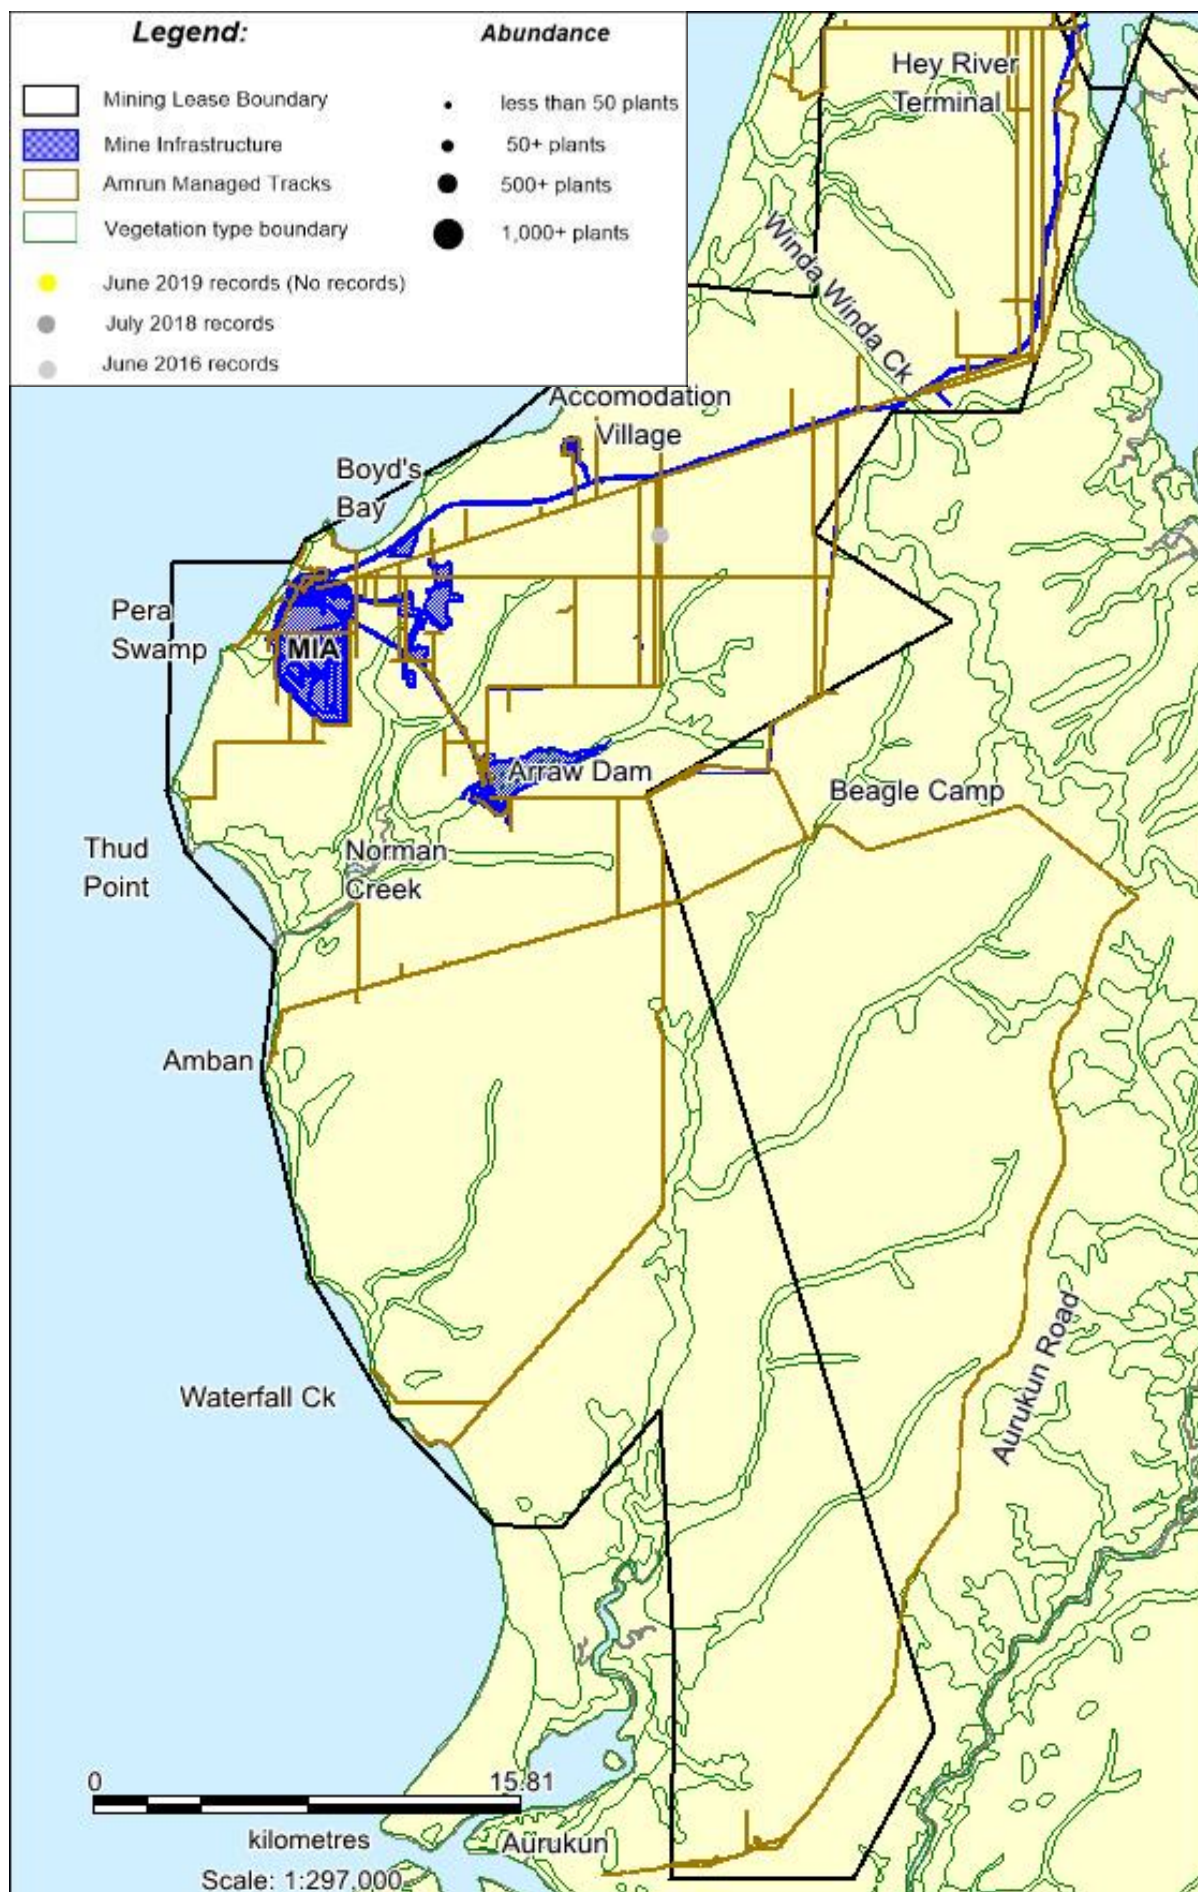 Legend:
Abundance
Mining Lease Boundary
less than 50 plants
Mine Infrastructure
50+ plants
Amrun Managed Tracks
500+ plants
Vegetation type boundary
1,000+ plants
June 2019 records (No records)
July 2018 records
June 2016 records
Hey River
Terminal
Winda Winda Ck
Accomodation
Village
Boyd's
Bay
Pera
Swamp
MIA
Arraw Dam
Beagle Camp
Thud
Point
Norman
Creek
Amban
Aurukun Road
Waterfall Ck
0 15.81
kilometres
Scale: 1:297,000
Aurukun